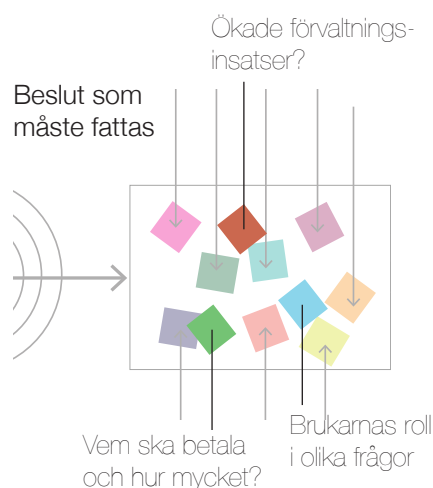 Ökade förvaltnings-
insatser?
Beslut som
måste fattas
Vem ska betala
och hur mycket?
Brukarnas roll
i olika frågor